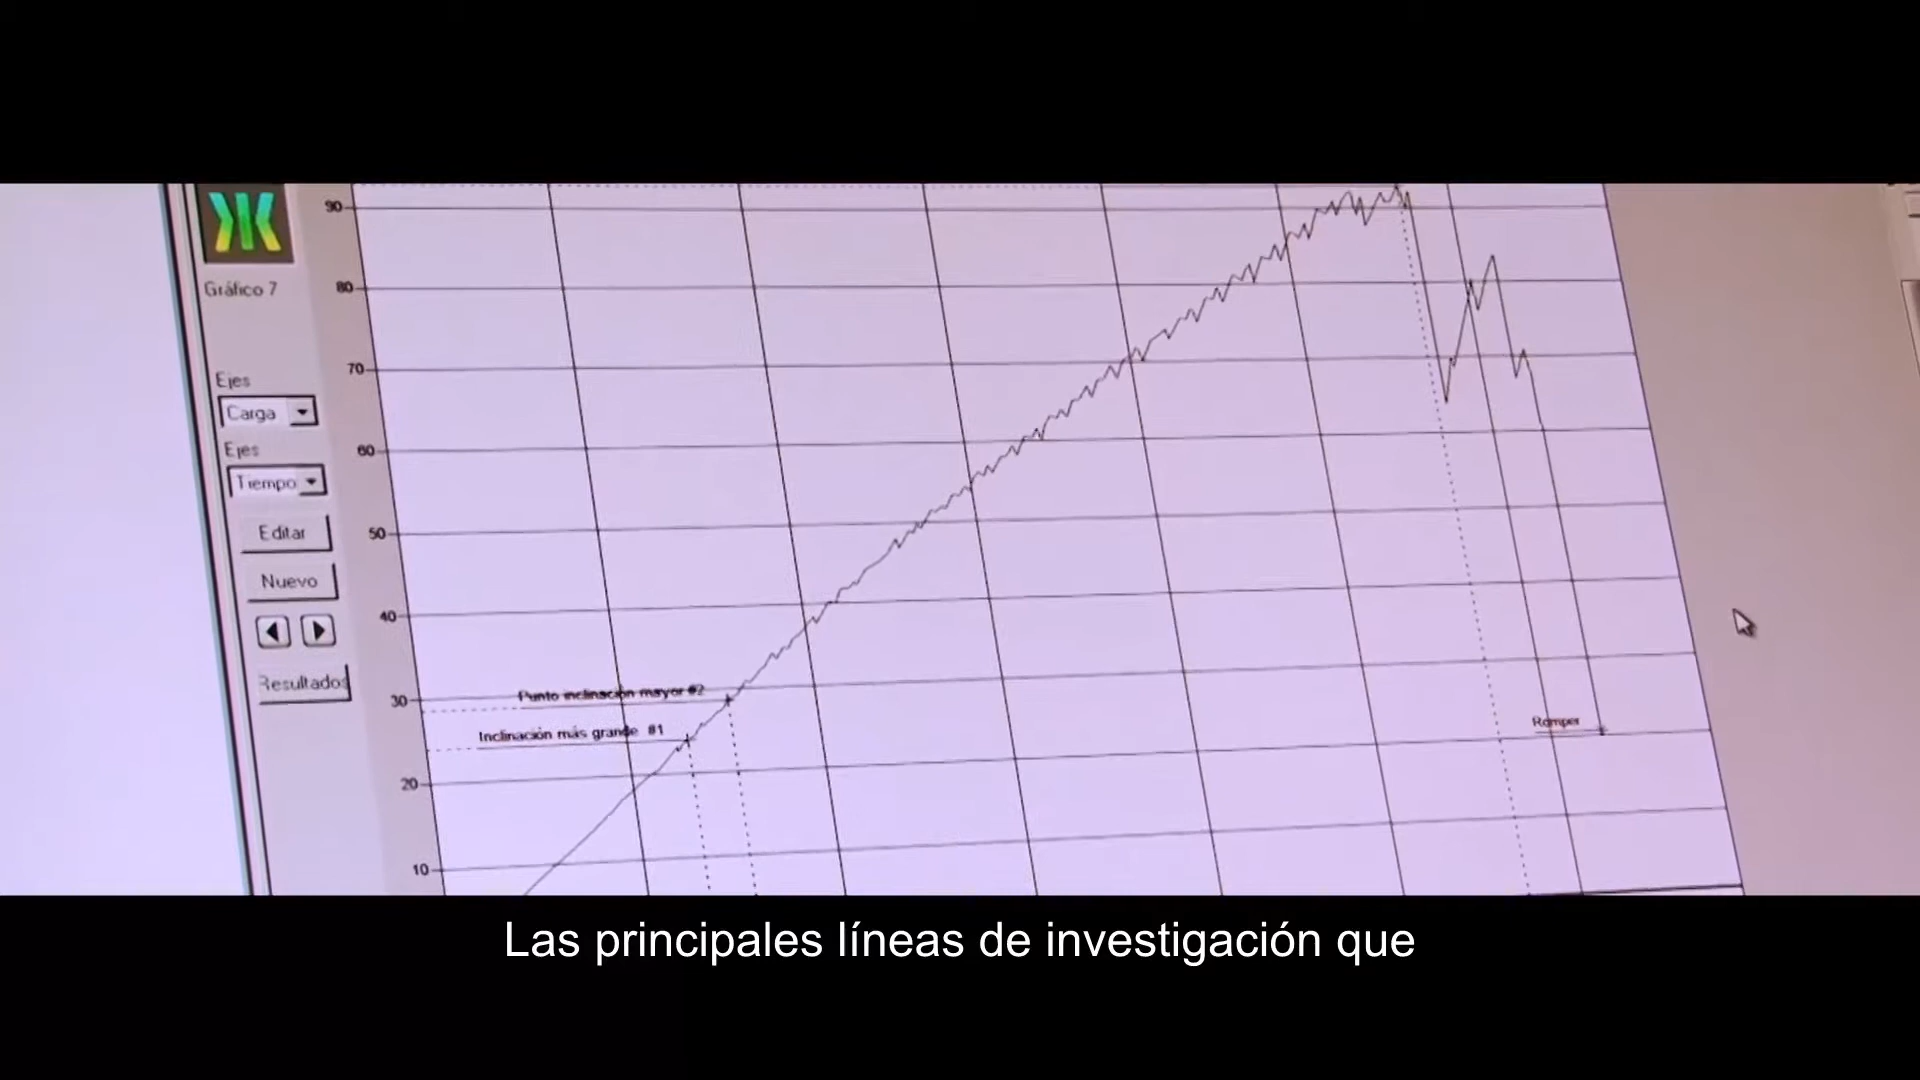 90
Gráfico 7
80
70
Ejes
Carga
60
Ejes
Tiempo
50
Editar
Nuevo
40
Resultados
30
Punto inclinación mayor #2
Inclinación más grande #1
Romper
20
10
Las principales líneas de investigación que